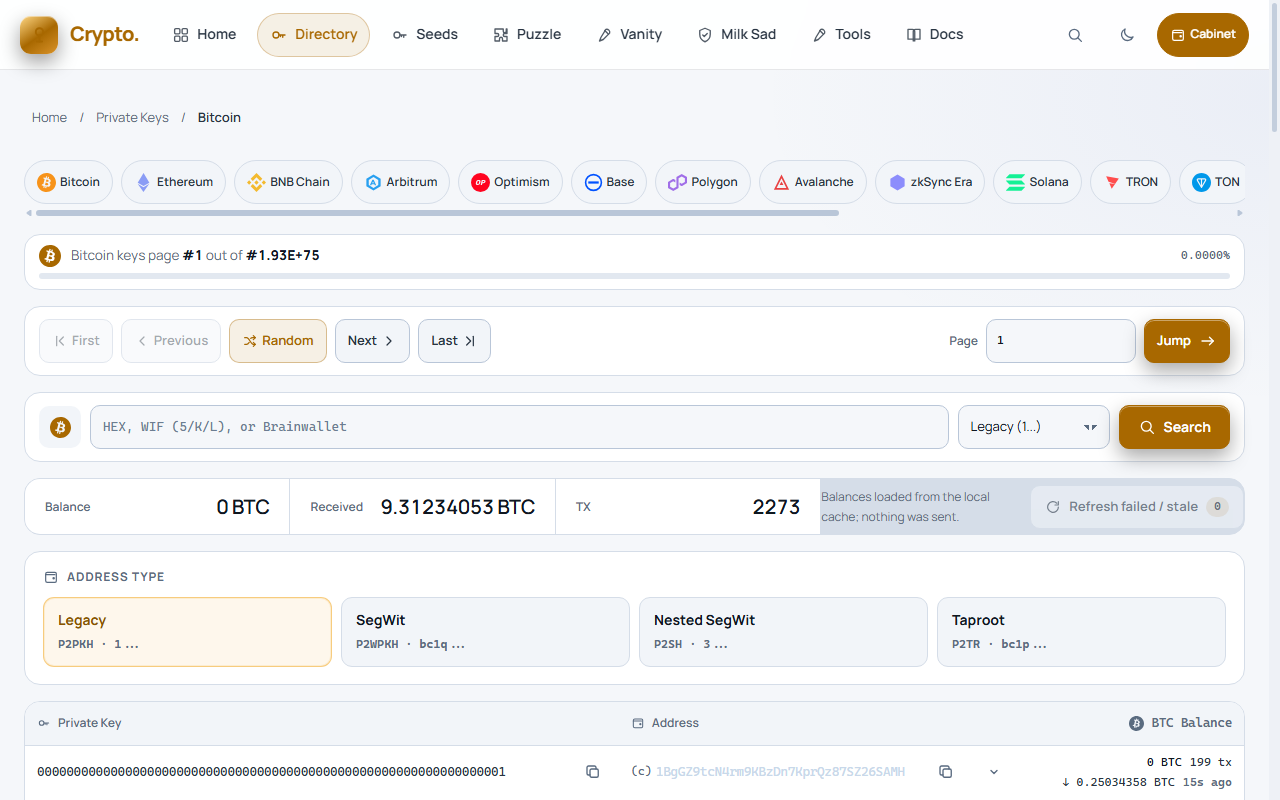 Crypto. Home Directory Seeds Puzzle Vanity Milk Sad Tools Docs Cabinet
Home / Private Keys / Bitcoin
Bitcoin Ethereum BNB Chain Arbitrum Optimism Base Polygon Avalanche zkSync Era Solana TRON TON
Bitcoin keys page #1 out of #1.93E+75 0.0000%
First Previous Random Next Last Page 1 Jump
HEX, WIF (5/K/L), or Brainwallet Legacy (1...) Search
Balance 0 BTC Received 9.31234053 BTC TX 2273
Balances loaded from the local
cache; nothing was sent.
Refresh failed / stale 0
ADDRESS TYPE
Legacy SegWit Nested SegWit Taproot
P2PKH · 1... P2WPKH · bc1q... P2SH · 3... P2TR · bc1p...
Private Key Address BTC Balance
0000000000000000000000000000000000000000000000000000000000000001 (c) 1BgGZ9tcN4rm9KBzDn7KprQz87SZ26SAMH 0 BTC 199 tx
↓ 0.25034358 BTC 15s ago